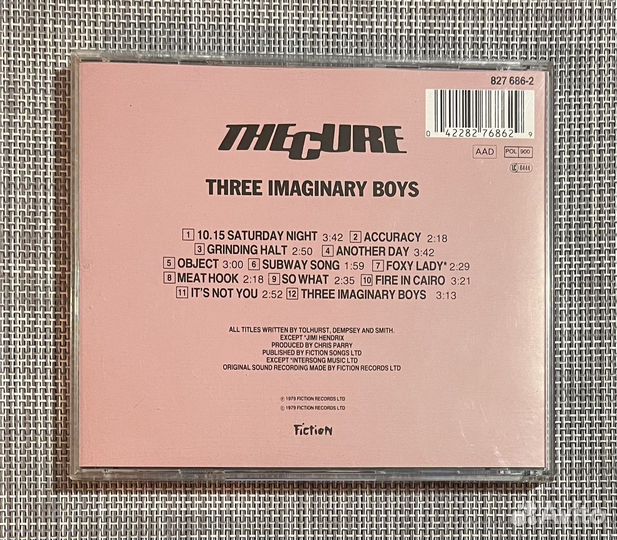 827 686-2
0 42282 76862 9
AAD POL 900
LC 6444
THE CURE
THREE IMAGINARY BOYS
1 10.15 SATURDAY NIGHT 3:42 2 ACCURACY 2:18
3 GRINDING HALT 2:50 4 ANOTHER DAY 3:42
5 OBJECT 3:00 6 SUBWAY SONG 1:59 7 FOXY LADY* 2:29
8 MEAT HOOK 2:18 9 SO WHAT 2:35 10 FIRE IN CAIRO 3:21
11 IT'S NOT YOU 2:52 12 THREE IMAGINARY BOYS 3:13
ALL TITLES WRITTEN BY TOLHURST, DEMPSEY AND SMITH.
EXCEPT *JIMI HENDRIX
PRODUCED BY CHRIS PARRY
PUBLISHED BY FICTION SONGS LTD
EXCEPT *INTERSONG MUSIC LTD
ORIGINAL SOUND RECORDING MADE BY FICTION RECORDS LTD
℗ 1979 FICTION RECORDS LTD
© 1979 FICTION RECORDS LTD
Fiction
Avito